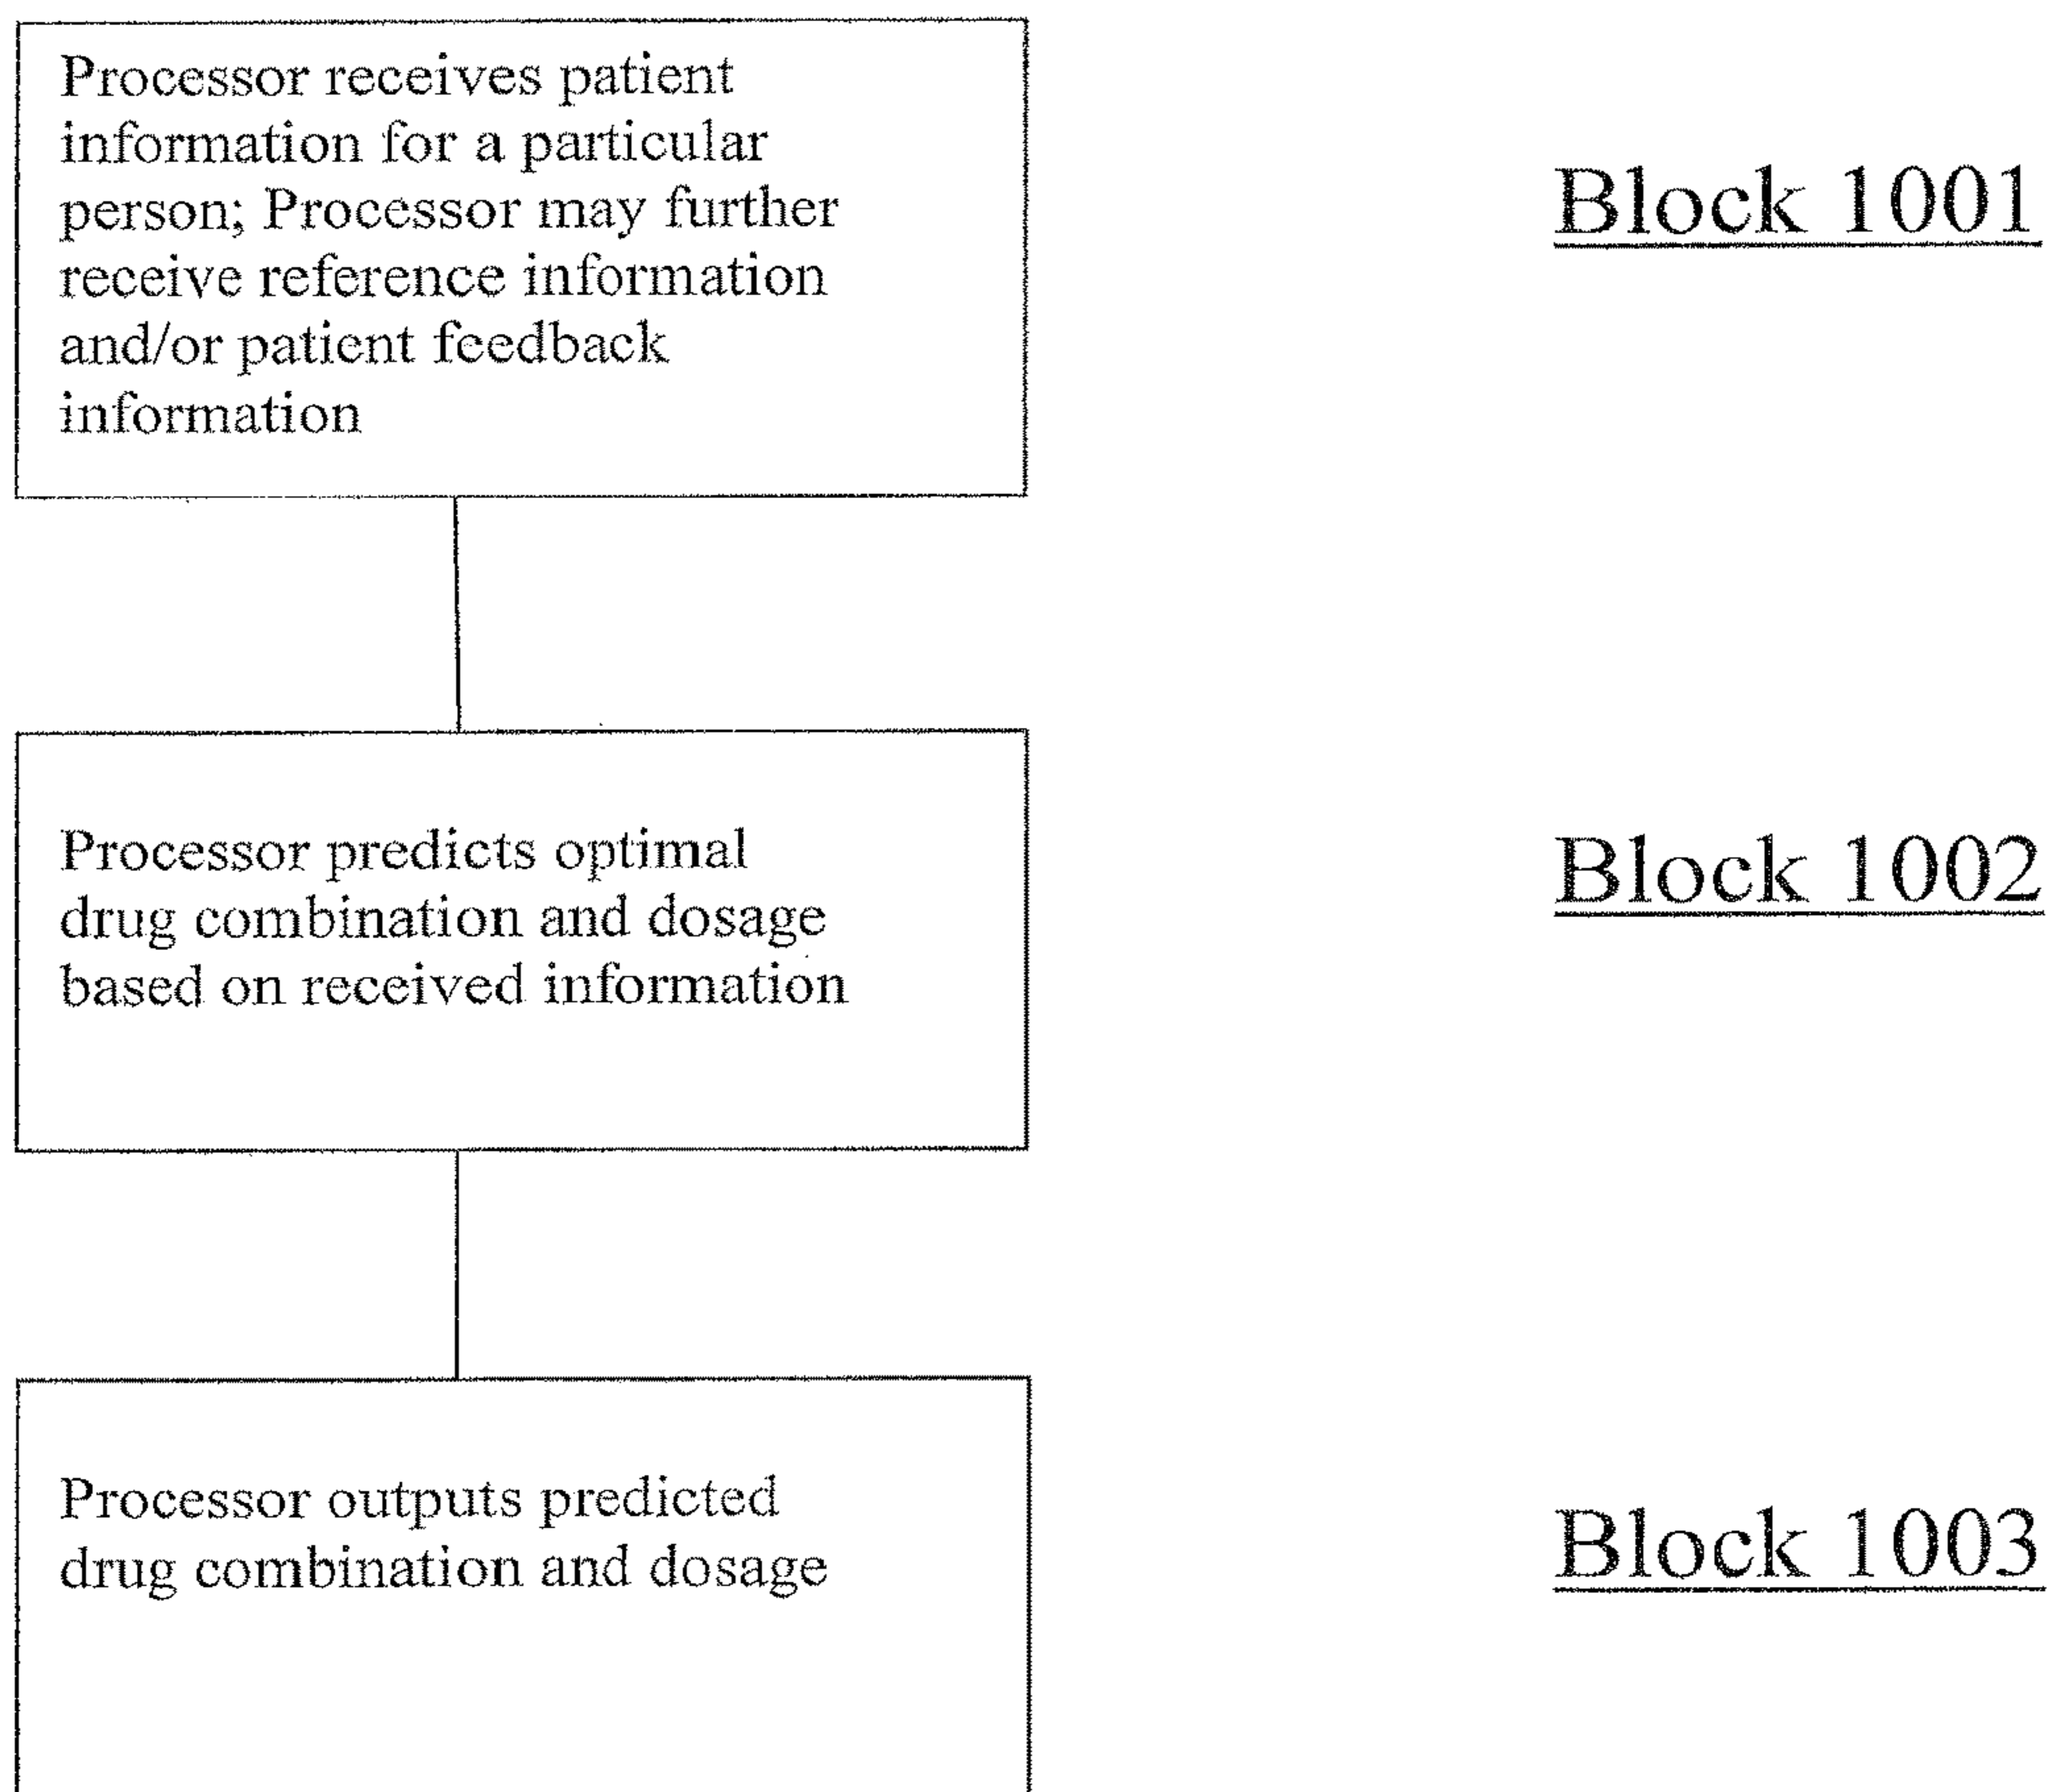 Processor receives patient
information for a particular
person; Processor may further
receive reference information
and/or patient feedback
information
Block 1001
Processor predicts optimal
drug combination and dosage
based on received information
Block 1002
Processor outputs predicted
drug combination and dosage
Block 1003